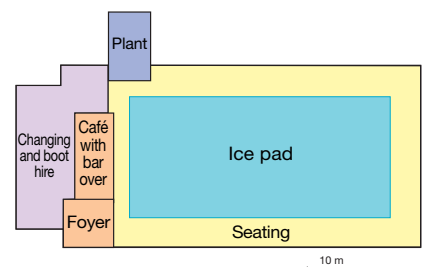 Plant
Changing
and boot
hire
Café
with
bar
over
Ice pad
Foyer
Seating
10 m